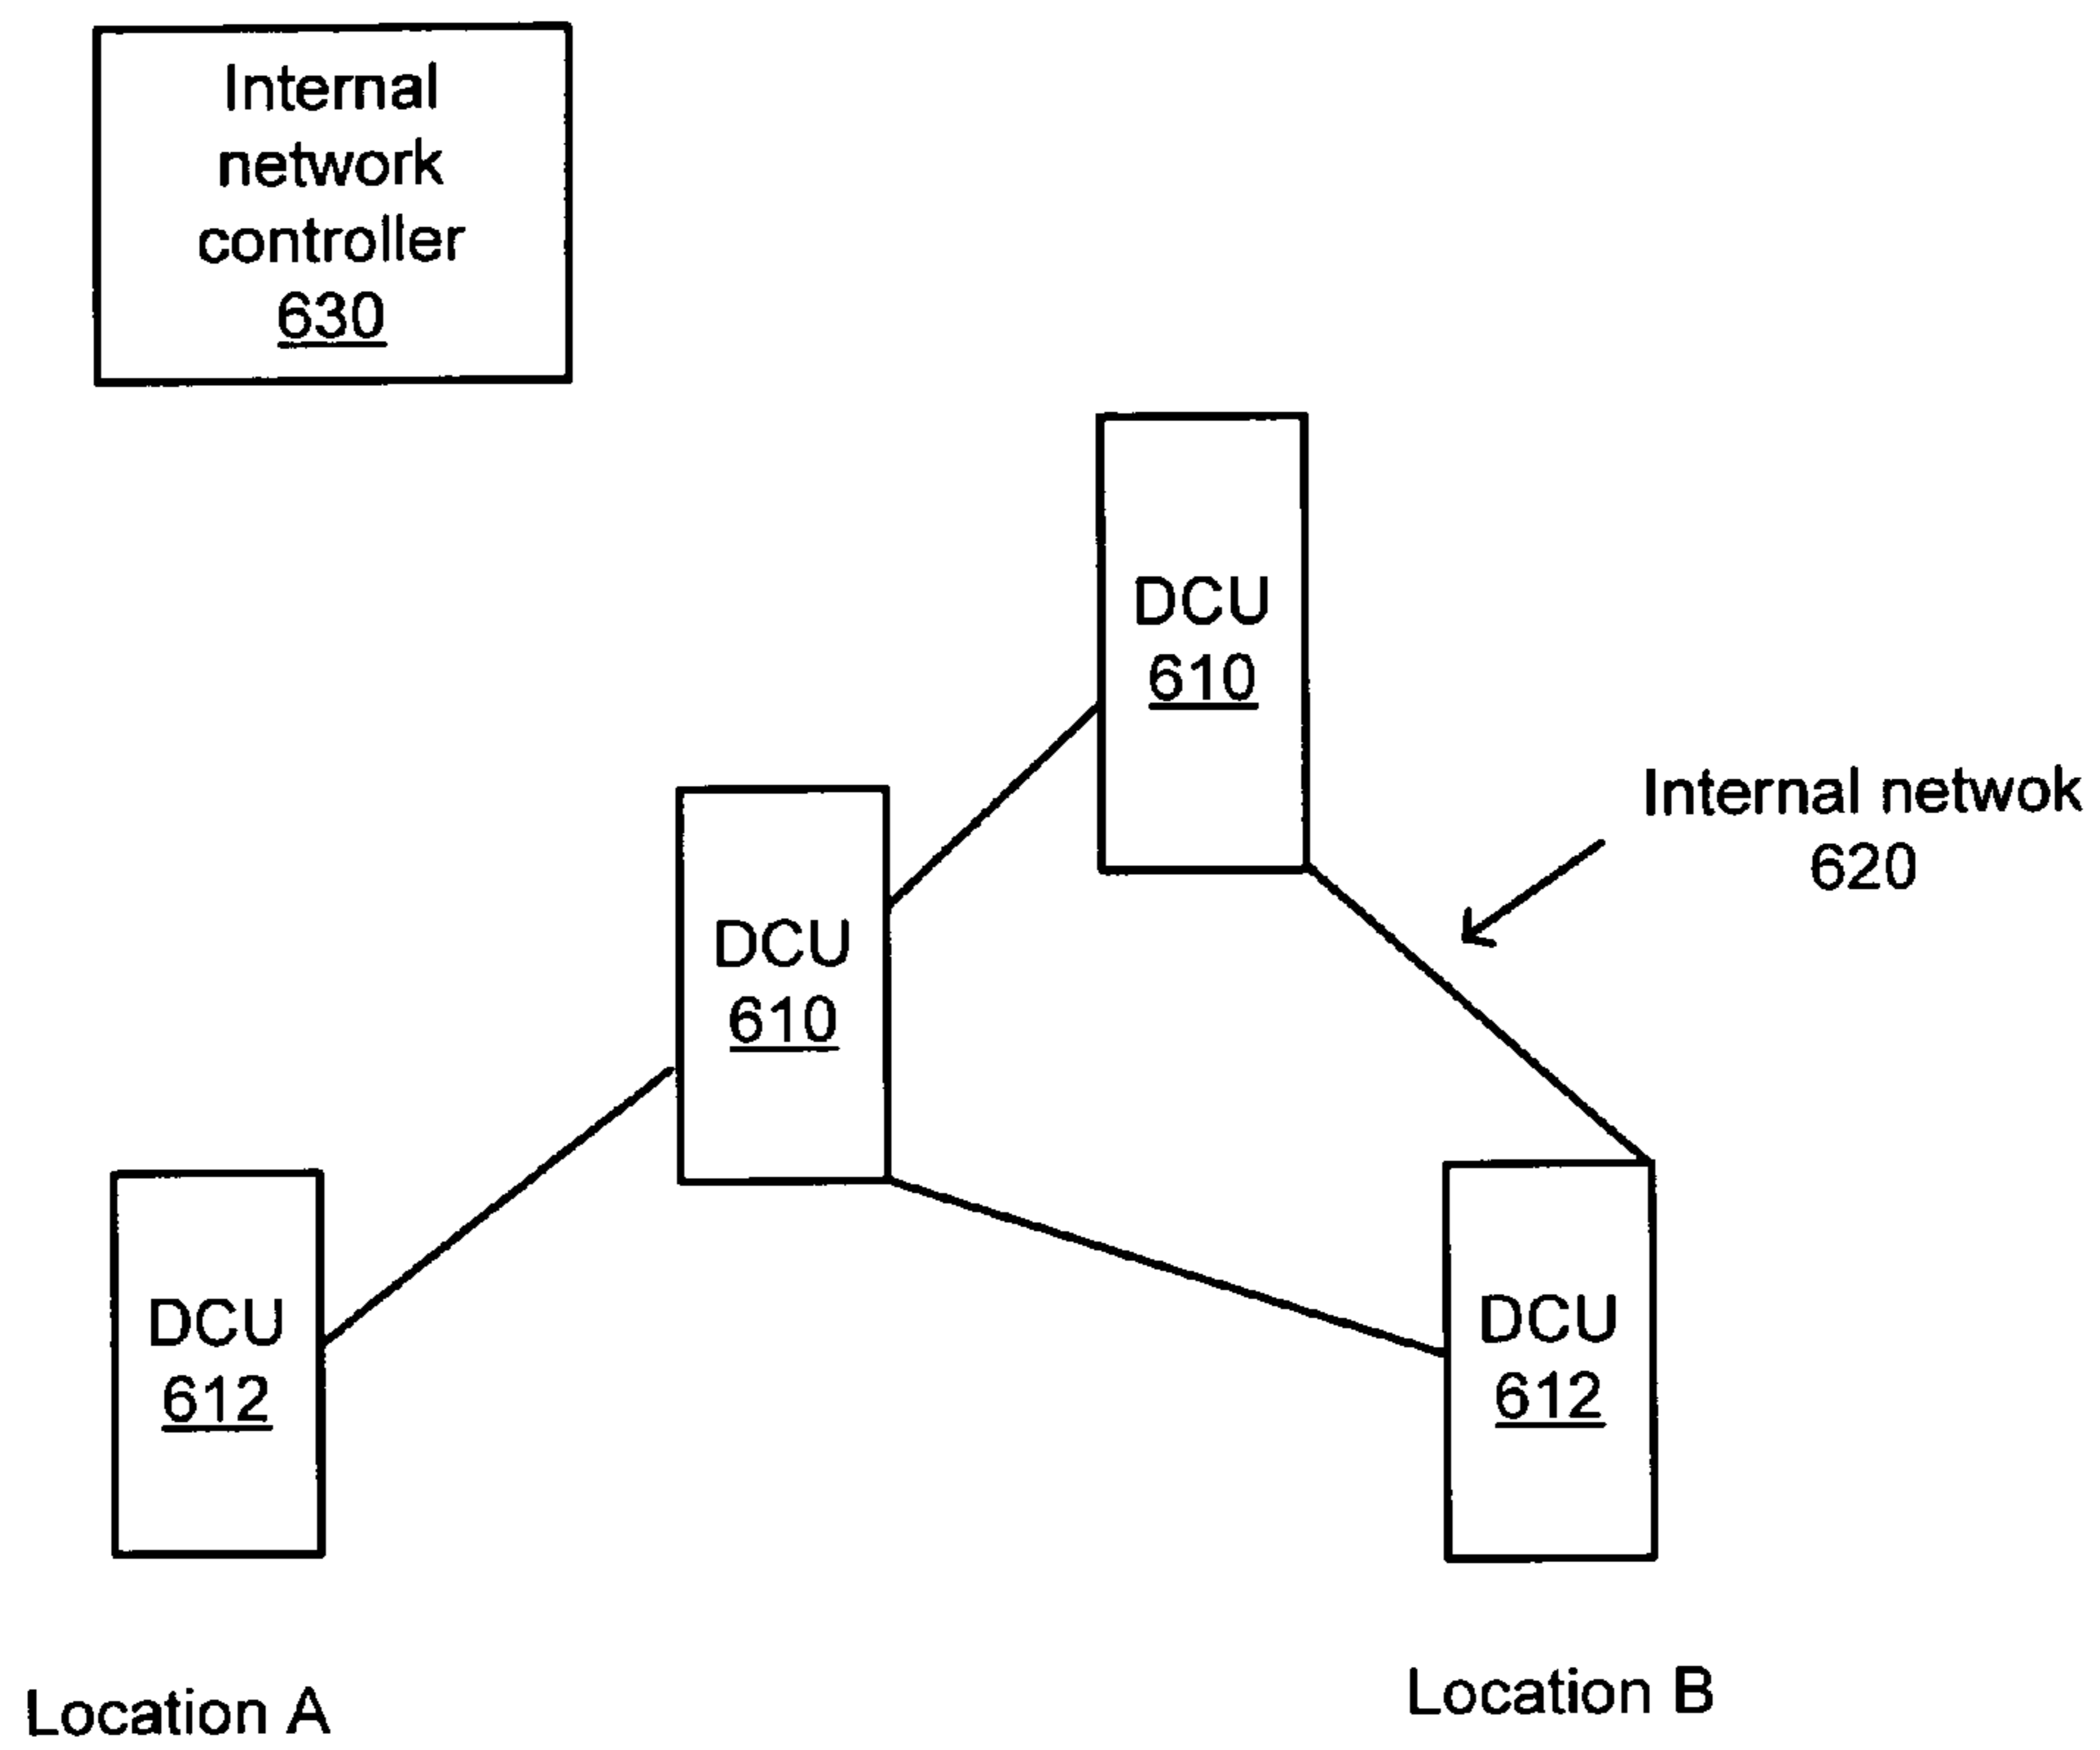 Internal
network
controller
630
DCU
610
Internal netwok
620
DCU
610
DCU
612
DCU
612
Location A
Location B